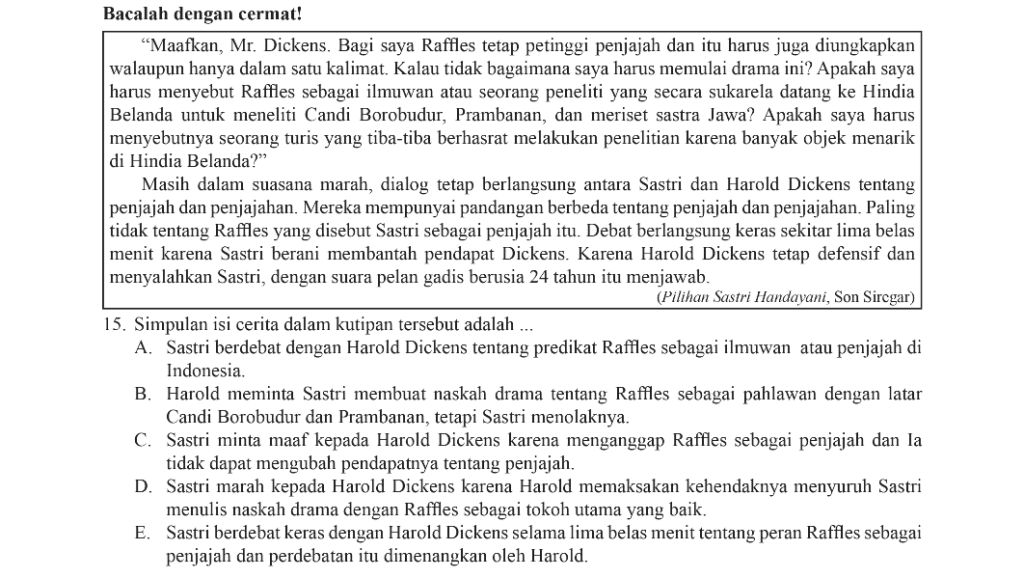 Bacalah dengan cermat!
“Maafkan, Mr. Dickens. Bagi saya Raffles tetap petinggi penjajah dan itu harus juga diungkapkan
walaupun hanya dalam satu kalimat. Kalau tidak bagaimana saya harus memulai drama ini? Apakah saya
harus menyebut Raffles sebagai ilmuwan atau seorang peneliti yang secara sukarela datang ke Hindia
Belanda untuk meneliti Candi Borobudur, Prambanan, dan meriset sastra Jawa? Apakah saya harus
menyebutnya seorang turis yang tiba-tiba berhasrat melakukan penelitian karena banyak objek menarik
di Hindia Belanda?”
Masih dalam suasana marah, dialog tetap berlangsung antara Sastri dan Harold Dickens tentang
penjajah dan penjajahan. Mereka mempunyai pandangan berbeda tentang penjajah dan penjajahan. Paling
tidak tentang Raffles yang disebut Sastri sebagai penjajah itu. Debat berlangsung keras sekitar lima belas
menit karena Sastri berani membantah pendapat Dickens. Karena Harold Dickens tetap defensif dan
menyalahkan Sastri, dengan suara pelan gadis berusia 24 tahun itu menjawab.
(Pilihan Sastri Handayani, Son Siregar)
15. Simpulan isi cerita dalam kutipan tersebut adalah ...
A. Sastri berdebat dengan Harold Dickens tentang predikat Raffles sebagai ilmuwan atau penjajah di
Indonesia.
B. Harold meminta Sastri membuat naskah drama tentang Raffles sebagai pahlawan dengan latar
Candi Borobudur dan Prambanan, tetapi Sastri menolaknya.
C. Sastri minta maaf kepada Harold Dickens karena menganggap Raffles sebagai penjajah dan Ia
tidak dapat mengubah pendapatnya tentang penjajah.
D. Sastri marah kepada Harold Dickens karena Harold memaksakan kehendaknya menyuruh Sastri
menulis naskah drama dengan Raffles sebagai tokoh utama yang baik.
E. Sastri berdebat keras dengan Harold Dickens selama lima belas menit tentang peran Raffles sebagai
penjajah dan perdebatan itu dimenangkan oleh Harold.